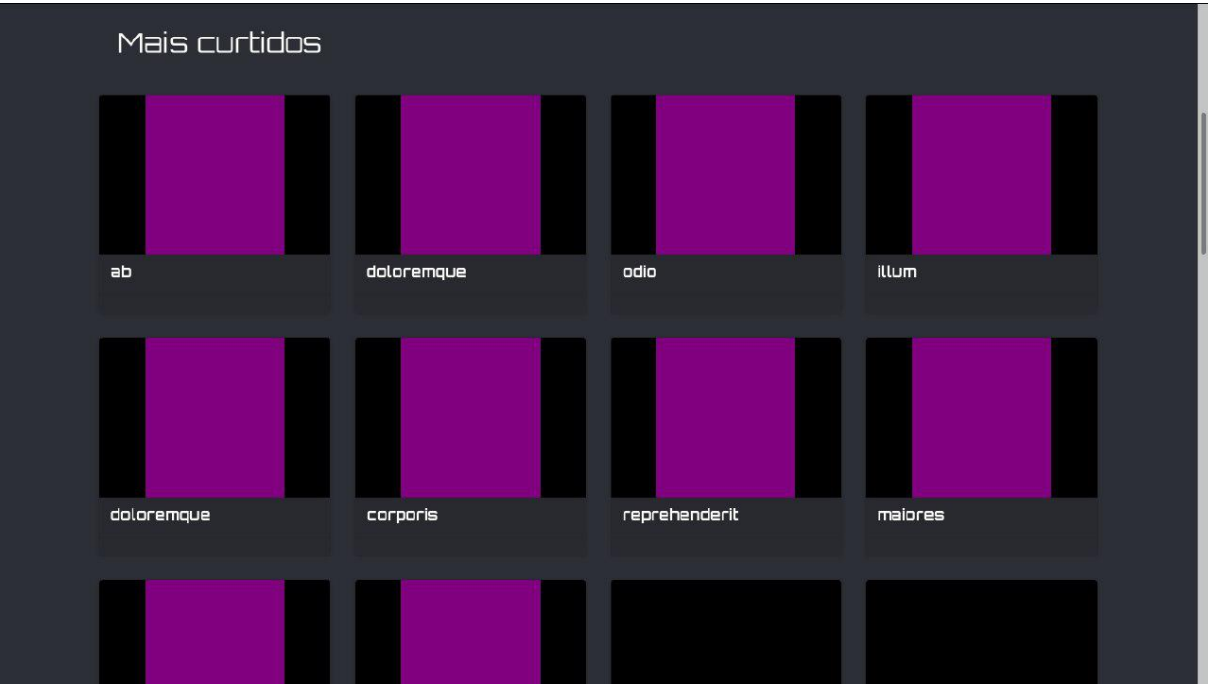 Mais curtidos
ab
doloremque
odio
illum
doloremque
corporis
reprehenderit
maiores